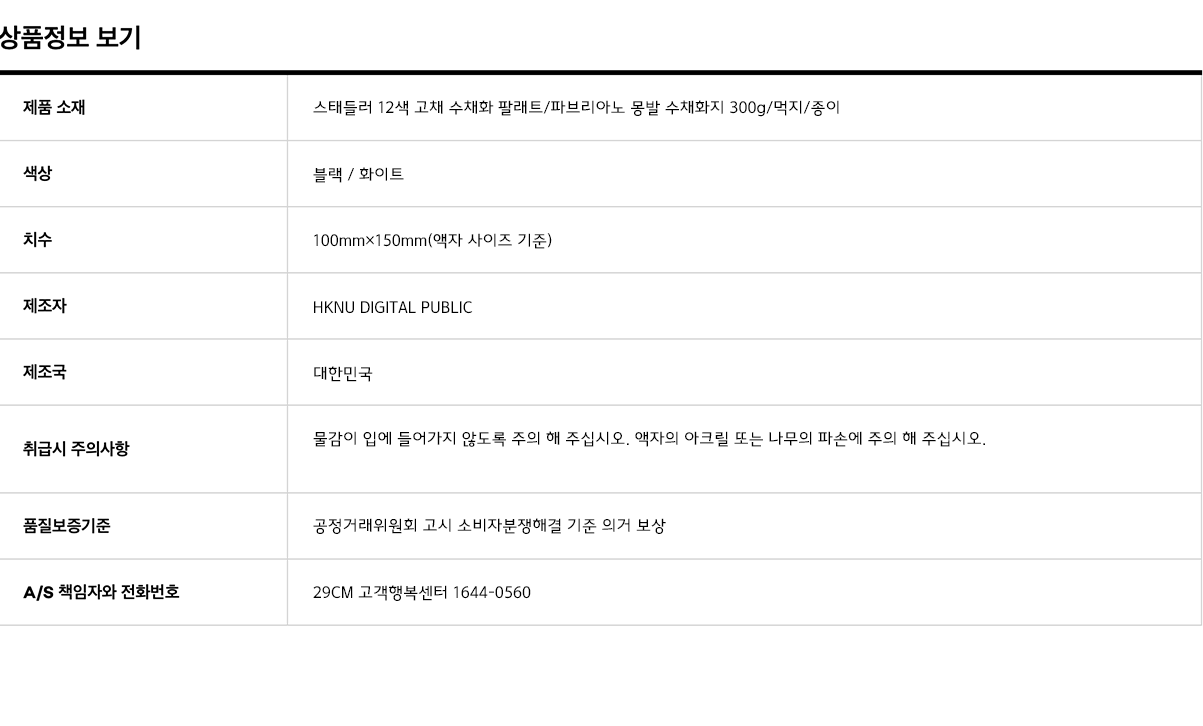 상품정보 보기
제품 소재
스태들러 12색 고채 수채화 팔래트/파브리아노 몽발 수채화지 300g/먹지/종이
색상
블랙 / 화이트
치수
100mm×150mm(액자 사이즈 기준)
제조자
HKNU DIGITAL PUBLIC
제조국
대한민국
취급시 주의사항
물감이 입에 들어가지 않도록 주의 해 주십시오. 액자의 아크릴 또는 나무의 파손에 주의 해 주십시오.
품질보증기준
공정거래위원회 고시 소비자분쟁해결 기준 의거 보상
A/S 책임자와 전화번호
29CM 고객행복센터 1644-0560